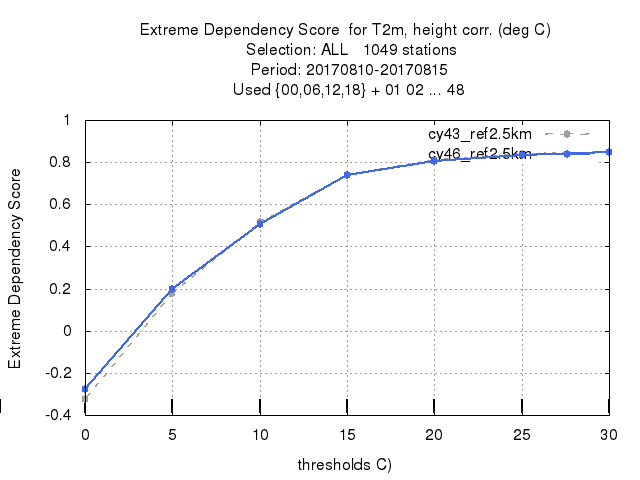 Extreme Dependency Score  for T2m, height corr. (deg C)
Selection: ALL   1049 stations
Period: 20170810-20170815
Used {00,06,12,18} + 01 02 ... 48
cy43_ref2.5km
cy46_ref2.5km
Extreme Dependency Score
1
0.8
0.6
0.4
0.2
0
-0.2
-0.4
0 5 10 15 20 25 30
thresholds C)